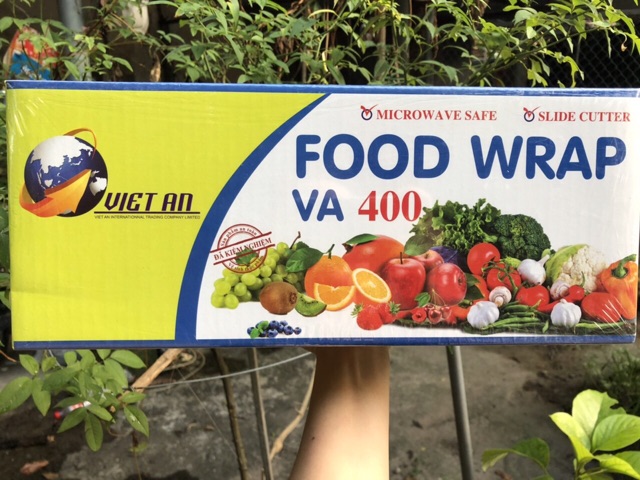 MICROWAVE SAFE
SLIDE CUTTER
FOOD WRAP
VA 400
VIET AN
VIET AN INTERNATIONAL TRADING COMPANY LIMITED
ĐÃ KIỂM NGHIỆM